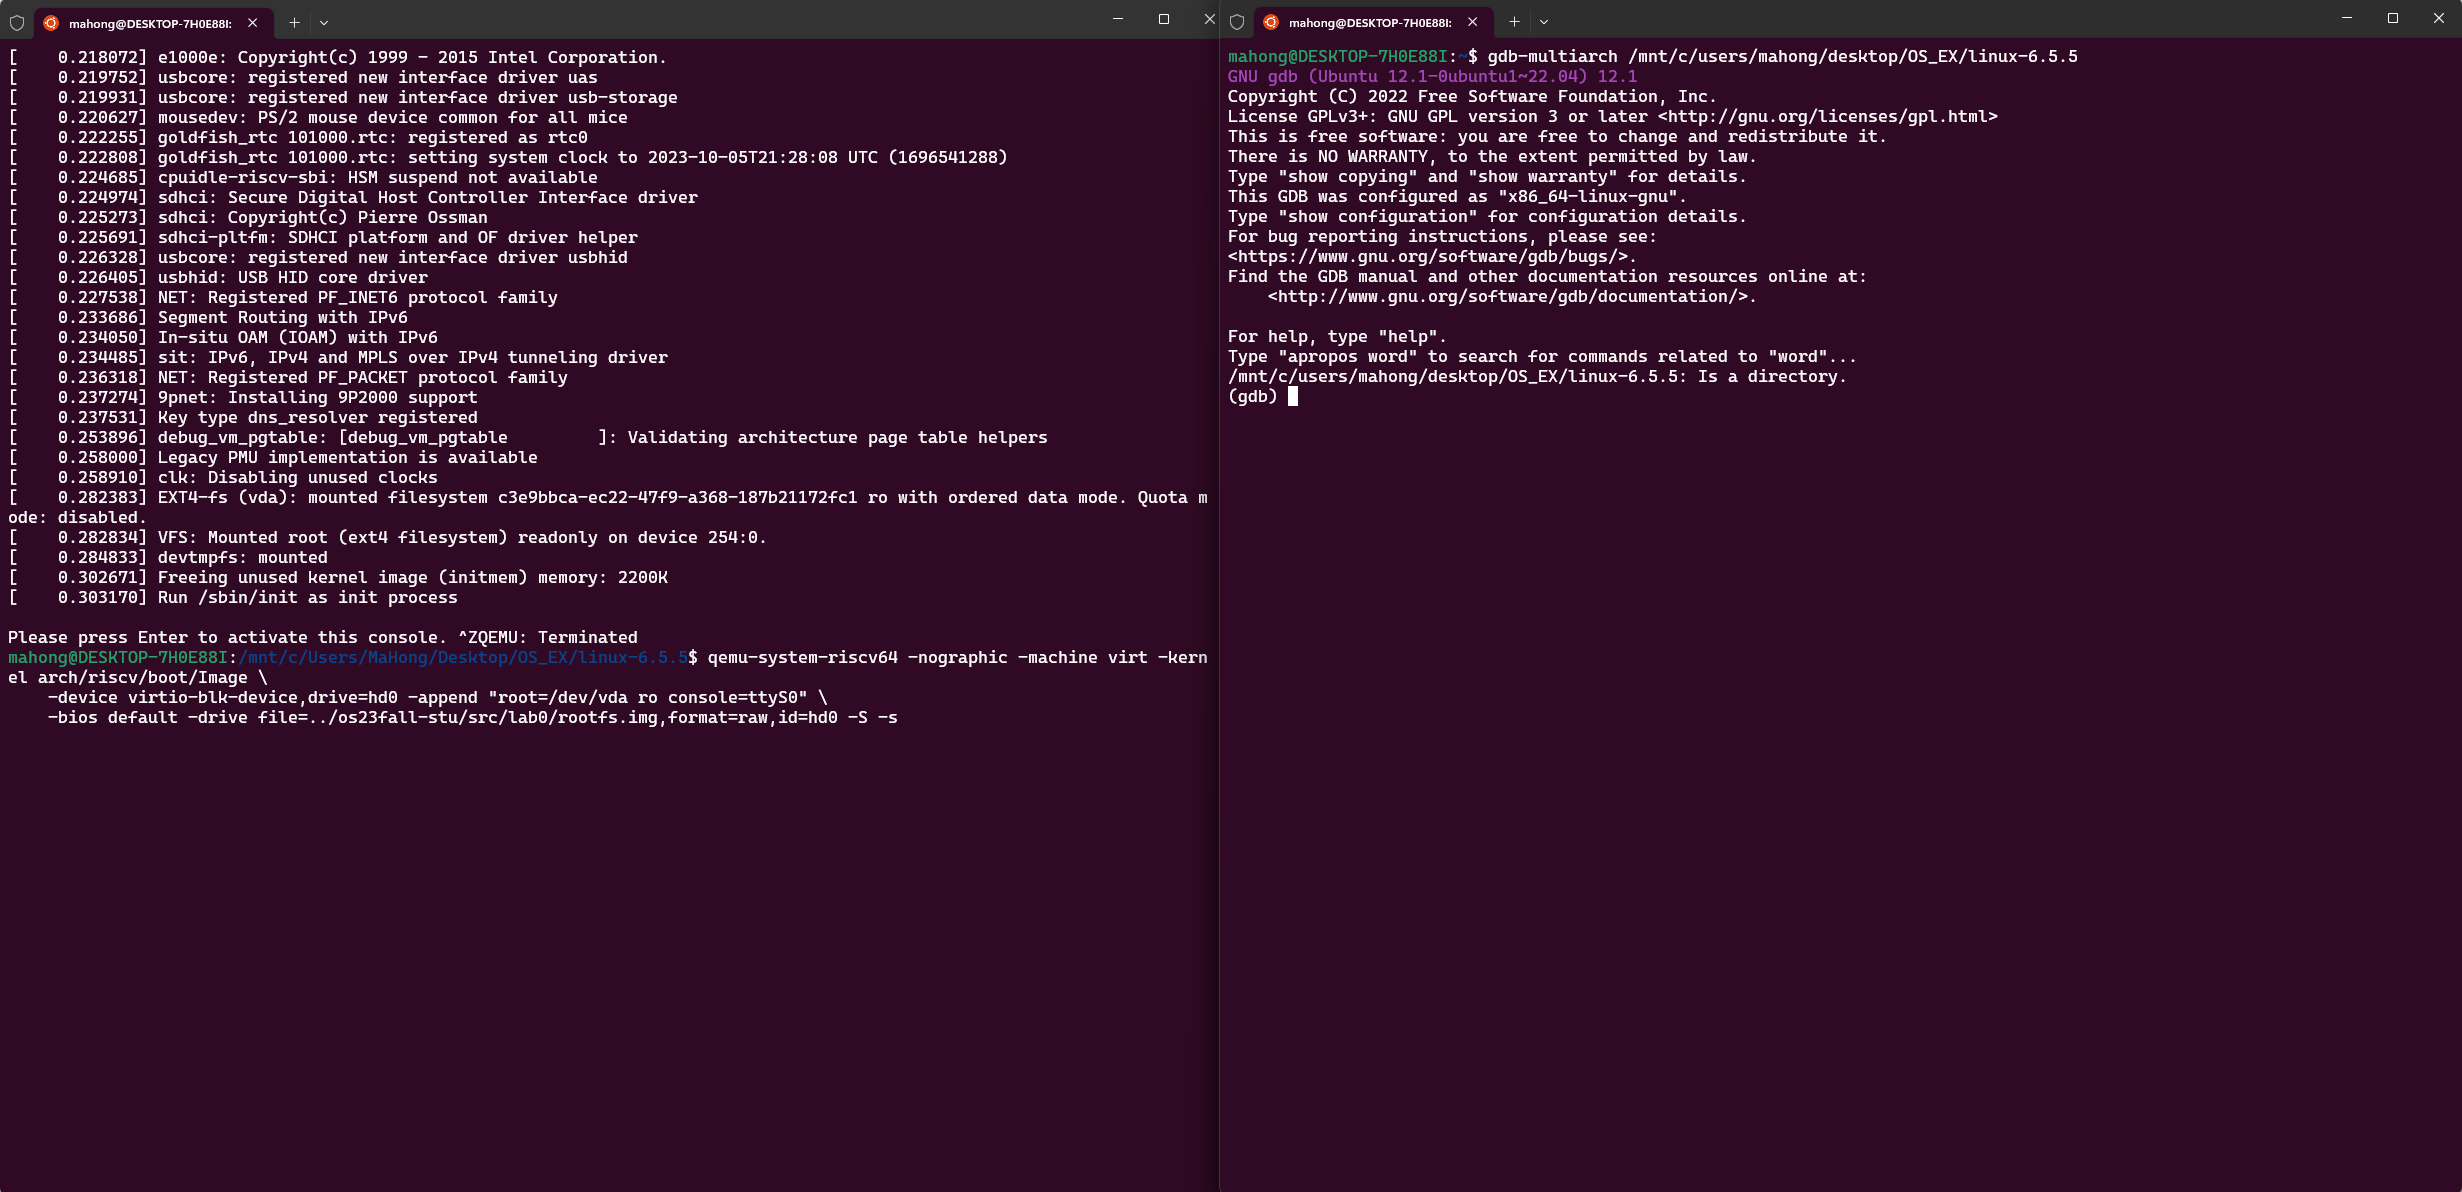 mahong@DESKTOP-7H0E88I:
[    0.218072] e1000e: Copyright(c) 1999 - 2015 Intel Corporation.
[    0.219752] usbcore: registered new interface driver uas
[    0.219931] usbcore: registered new interface driver usb-storage
[    0.220627] mousedev: PS/2 mouse device common for all mice
[    0.222255] goldfish_rtc 101000.rtc: registered as rtc0
[    0.222808] goldfish_rtc 101000.rtc: setting system clock to 2023-10-05T21:28:08 UTC (1696541288)
[    0.224685] cpuidle-riscv-sbi: HSM suspend not available
[    0.224974] sdhci: Secure Digital Host Controller Interface driver
[    0.225273] sdhci: Copyright(c) Pierre Ossman
[    0.225691] sdhci-pltfm: SDHCI platform and OF driver helper
[    0.226328] usbcore: registered new interface driver usbhid
[    0.226405] usbhid: USB HID core driver
[    0.227538] NET: Registered PF_INET6 protocol family
[    0.233686] Segment Routing with IPv6
[    0.234050] In-situ OAM (IOAM) with IPv6
[    0.234485] sit: IPv6, IPv4 and MPLS over IPv4 tunneling driver
[    0.236318] NET: Registered PF_PACKET protocol family
[    0.237274] 9pnet: Installing 9P2000 support
[    0.237531] Key type dns_resolver registered
[    0.253896] debug_vm_pgtable: [debug_vm_pgtable         ]: Validating architecture page table helpers
[    0.258000] Legacy PMU implementation is available
[    0.258910] clk: Disabling unused clocks
[    0.282383] EXT4-fs (vda): mounted filesystem c3e9bbca-ec22-47f9-a368-187b21172fc1 ro with ordered data mode. Quota m
ode: disabled.
[    0.282834] VFS: Mounted root (ext4 filesystem) readonly on device 254:0.
[    0.284833] devtmpfs: mounted
[    0.302671] Freeing unused kernel image (initmem) memory: 2200K
[    0.303170] Run /sbin/init as init process
Please press Enter to activate this console. ^ZQEMU: Terminated
mahong@DESKTOP-7H0E88I:/mnt/c/Users/MaHong/Desktop/OS_EX/linux-6.5.5$ qemu-system-riscv64 -nographic -machine virt -kern
el arch/riscv/boot/Image \
    -device virtio-blk-device,drive=hd0 -append "root=/dev/vda ro console=ttyS0" \
    -bios default -drive file=../os23fall-stu/src/lab0/rootfs.img,format=raw,id=hd0 -S -s
mahong@DESKTOP-7H0E88I:
mahong@DESKTOP-7H0E88I:~$ gdb-multiarch /mnt/c/users/mahong/desktop/OS_EX/linux-6.5.5
GNU gdb (Ubuntu 12.1-0ubuntu1~22.04) 12.1
Copyright (C) 2022 Free Software Foundation, Inc.
License GPLv3+: GNU GPL version 3 or later <http://gnu.org/licenses/gpl.html>
This is free software: you are free to change and redistribute it.
There is NO WARRANTY, to the extent permitted by law.
Type "show copying" and "show warranty" for details.
This GDB was configured as "x86_64-linux-gnu".
Type "show configuration" for configuration details.
For bug reporting instructions, please see:
<https://www.gnu.org/software/gdb/bugs/>.
Find the GDB manual and other documentation resources online at:
    <http://www.gnu.org/software/gdb/documentation/>.
For help, type "help".
Type "apropos word" to search for commands related to "word"...
/mnt/c/users/mahong/desktop/OS_EX/linux-6.5.5: Is a directory.
(gdb)